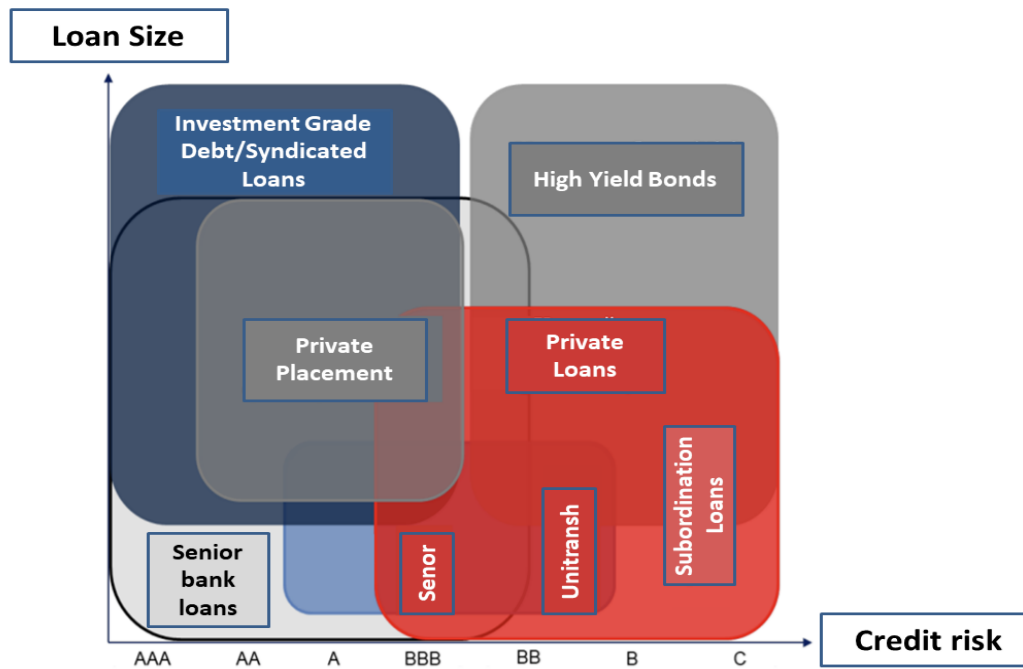 Loan Size
Investment Grade
Debt/Syndicated
Loans
High Yield Bonds
Private
Placement
Private
Loans
Subordination
Loans
Unitransh
Senor
Senior
bank
loans
Credit risk
AAA
AA
A
BBB
BB
B
C